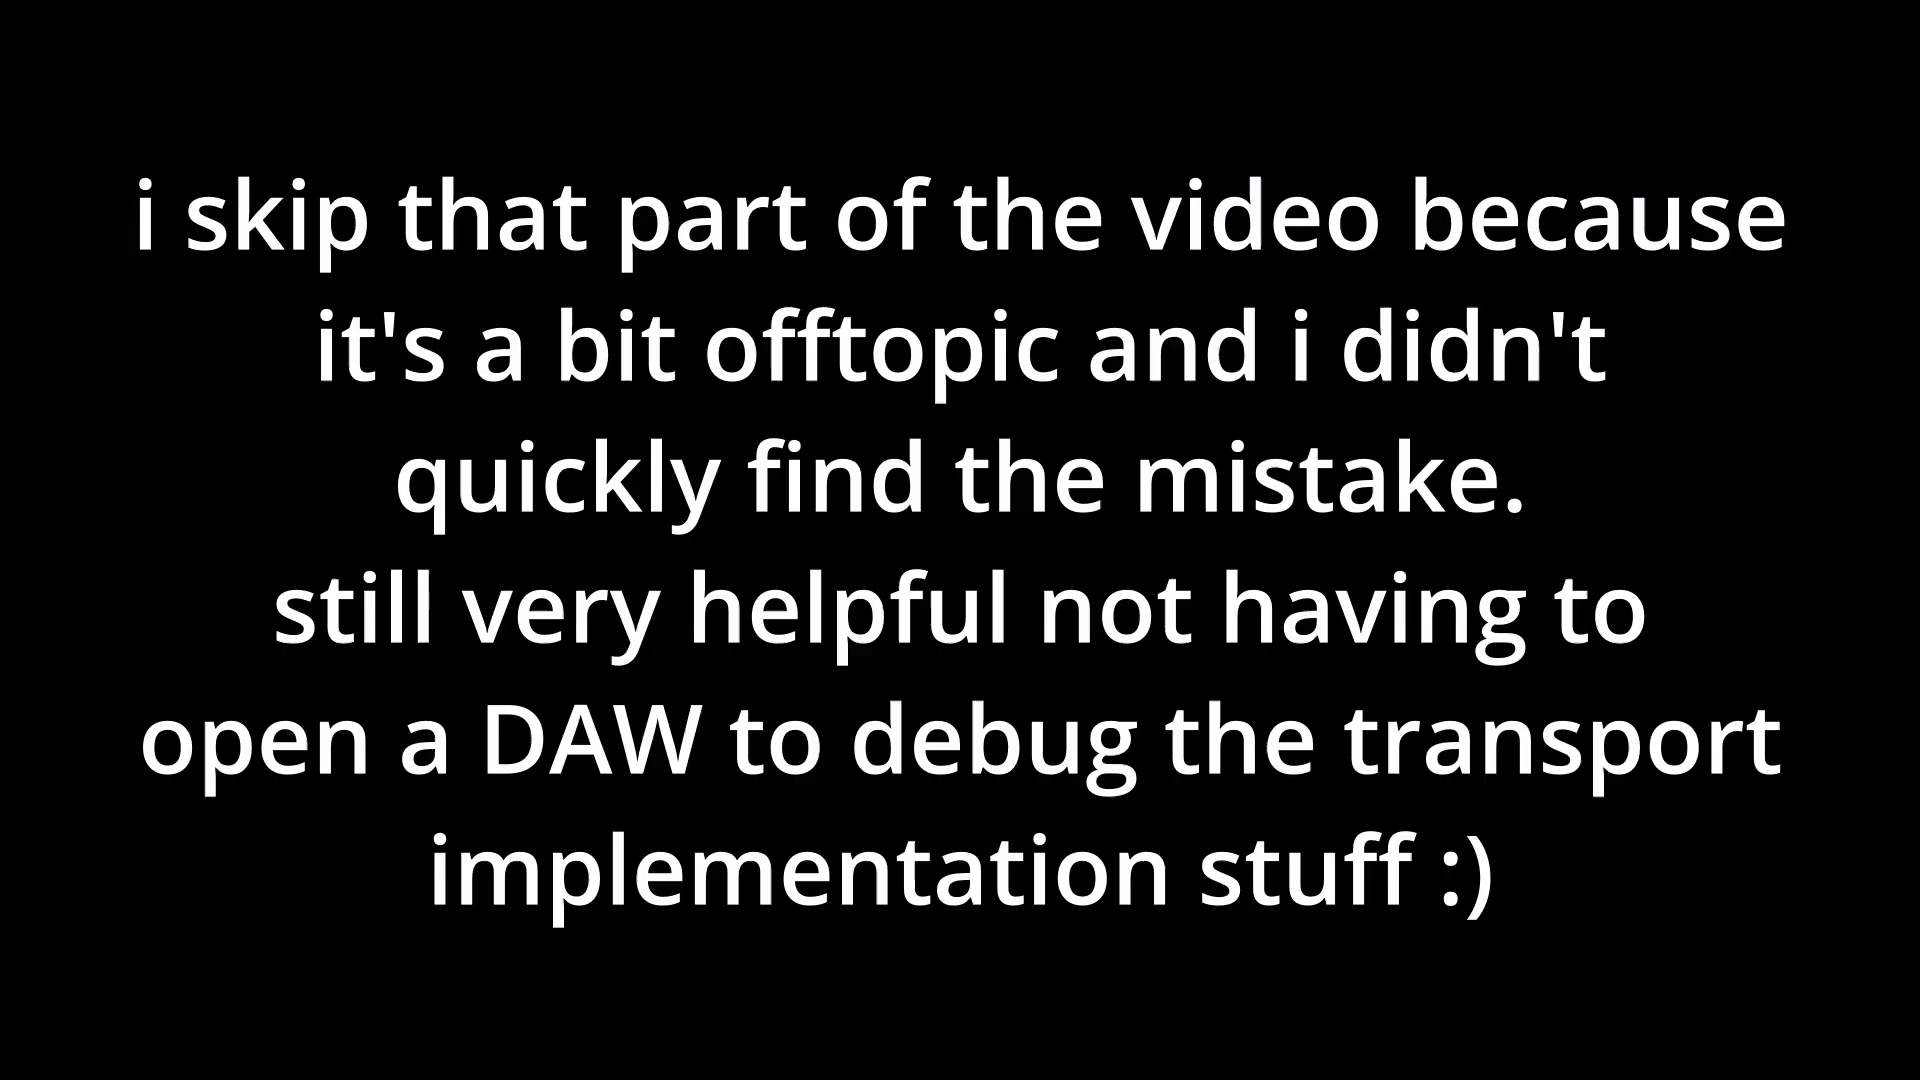 i skip that part of the video because
it's a bit offtopic and i didn't
quickly find the mistake.
still very helpful not having to
open a DAW to debug the transport
implementation stuff :)